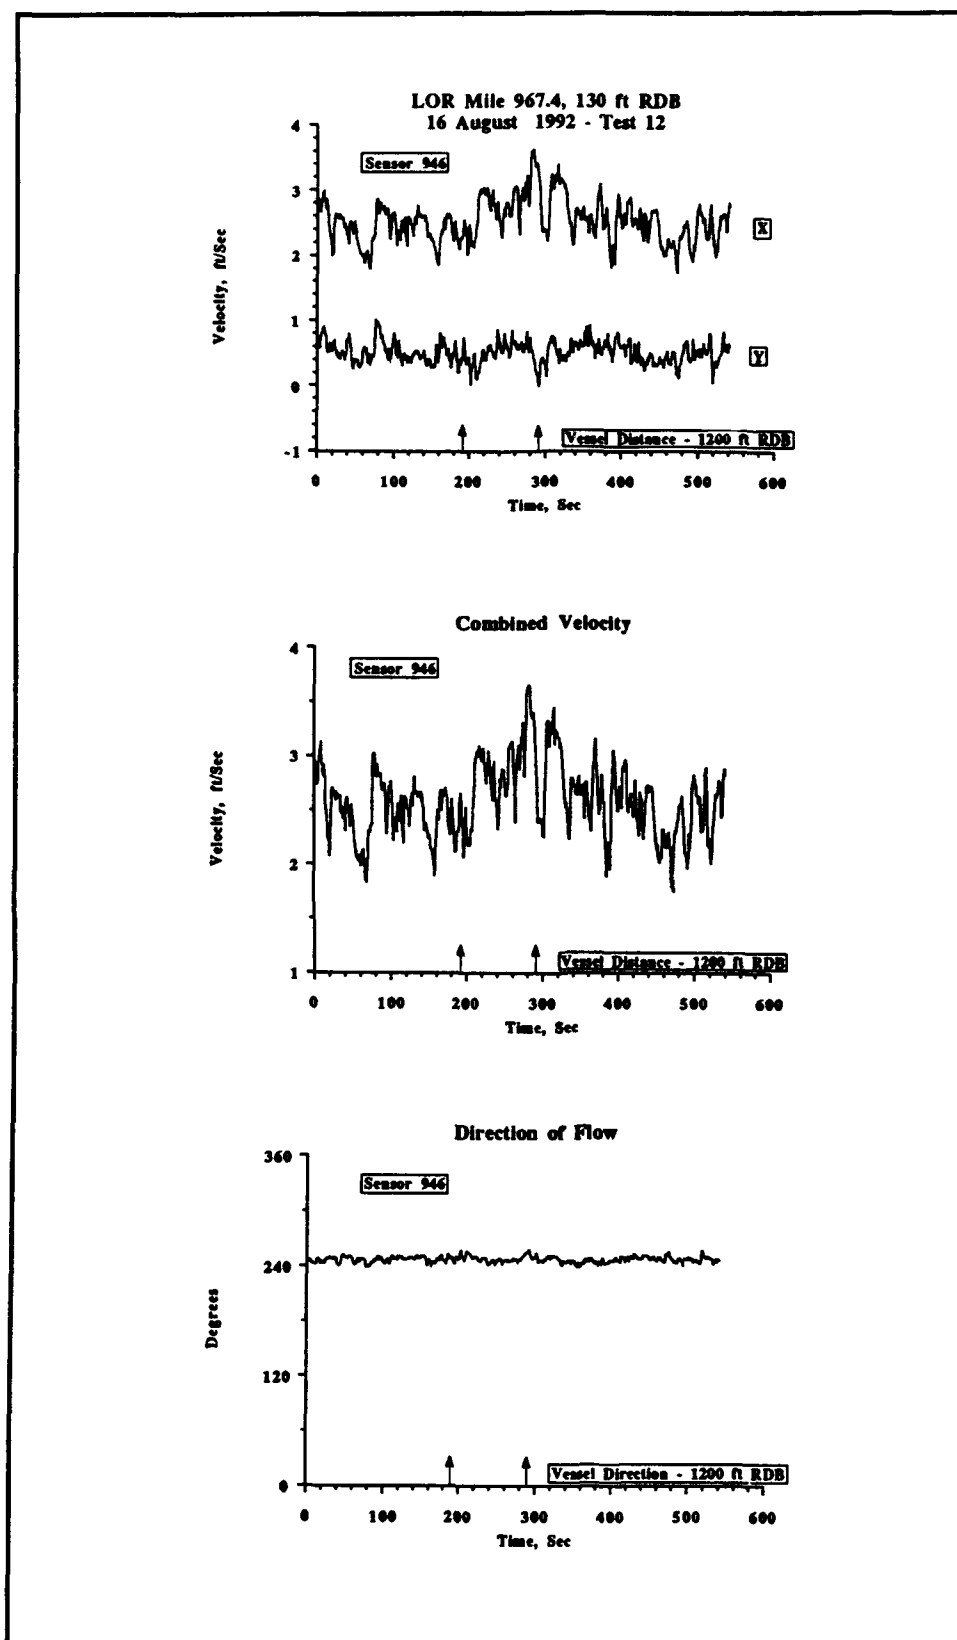 LOR Mile 967.4, 130 ft RDB
16 August 1992 - Test 12
4
Sensor 946
3
X
2
Velocity, ft/Sec
1
Y
0
Vessel Distance - 1200 ft RDB
-1
0 100 200 300 400 500 600
Time, Sec
Combined Velocity
4
Sensor 946
3
Velocity, ft/Sec
2
Vessel Distance - 1200 ft RDB
1
0 100 200 300 400 500 600
Time, Sec
Direction of Flow
360
Sensor 946
240
Degrees
120
Vessel Direction - 1200 ft RDB
0
0 100 200 300 400 500 600
Time, Sec